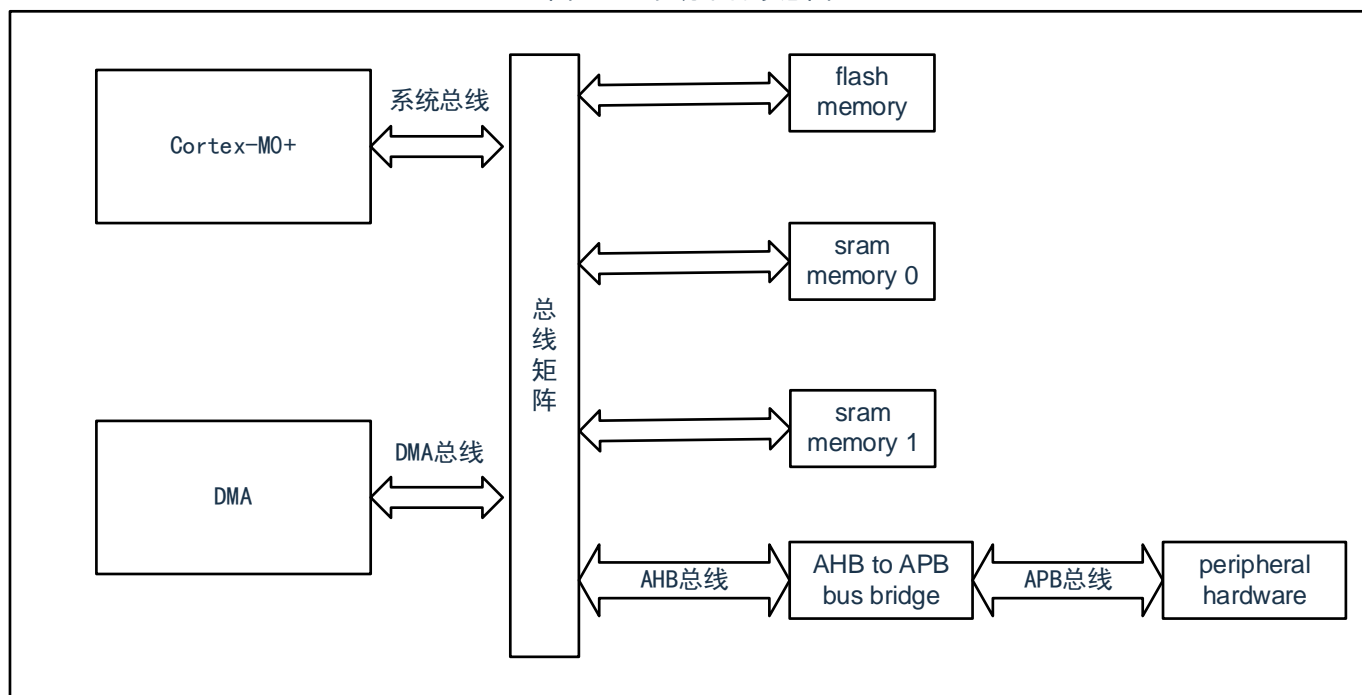 系统总线
Cortex-M0+
flash
memory
sram
memory 0
总
线
矩
阵
sram
memory 1
DMA总线
DMA
AHB总线
AHB to APB
bus bridge
APB总线
peripheral
hardware